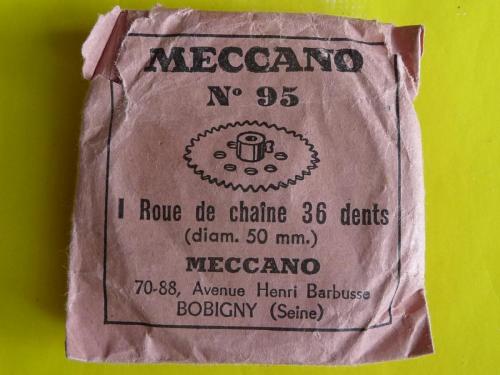 MECCANO
Nº 95
1 Roue de chaîne 36 dents
(diam. 50 mm.)
MECCANO
70-88, Avenue Henri Barbusse
BOBIGNY (Seine)